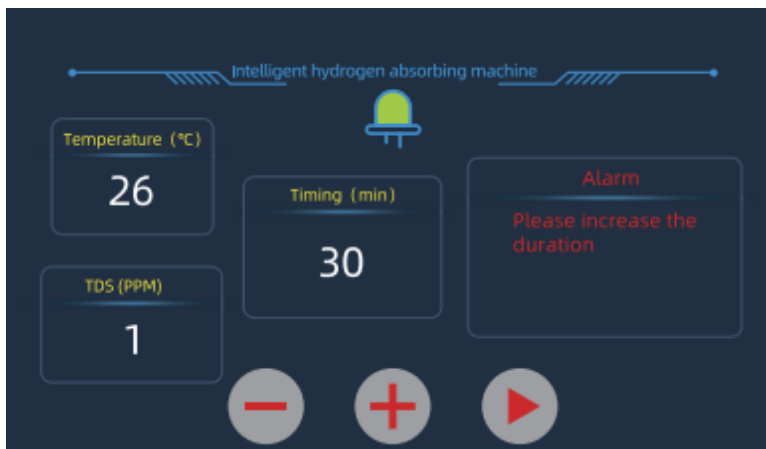 Intelligent hydrogen absorbing machine
Temperature (℃)
26
Timing (min)
30
Alarm
Please increase the
duration
TDS (PPM)
1